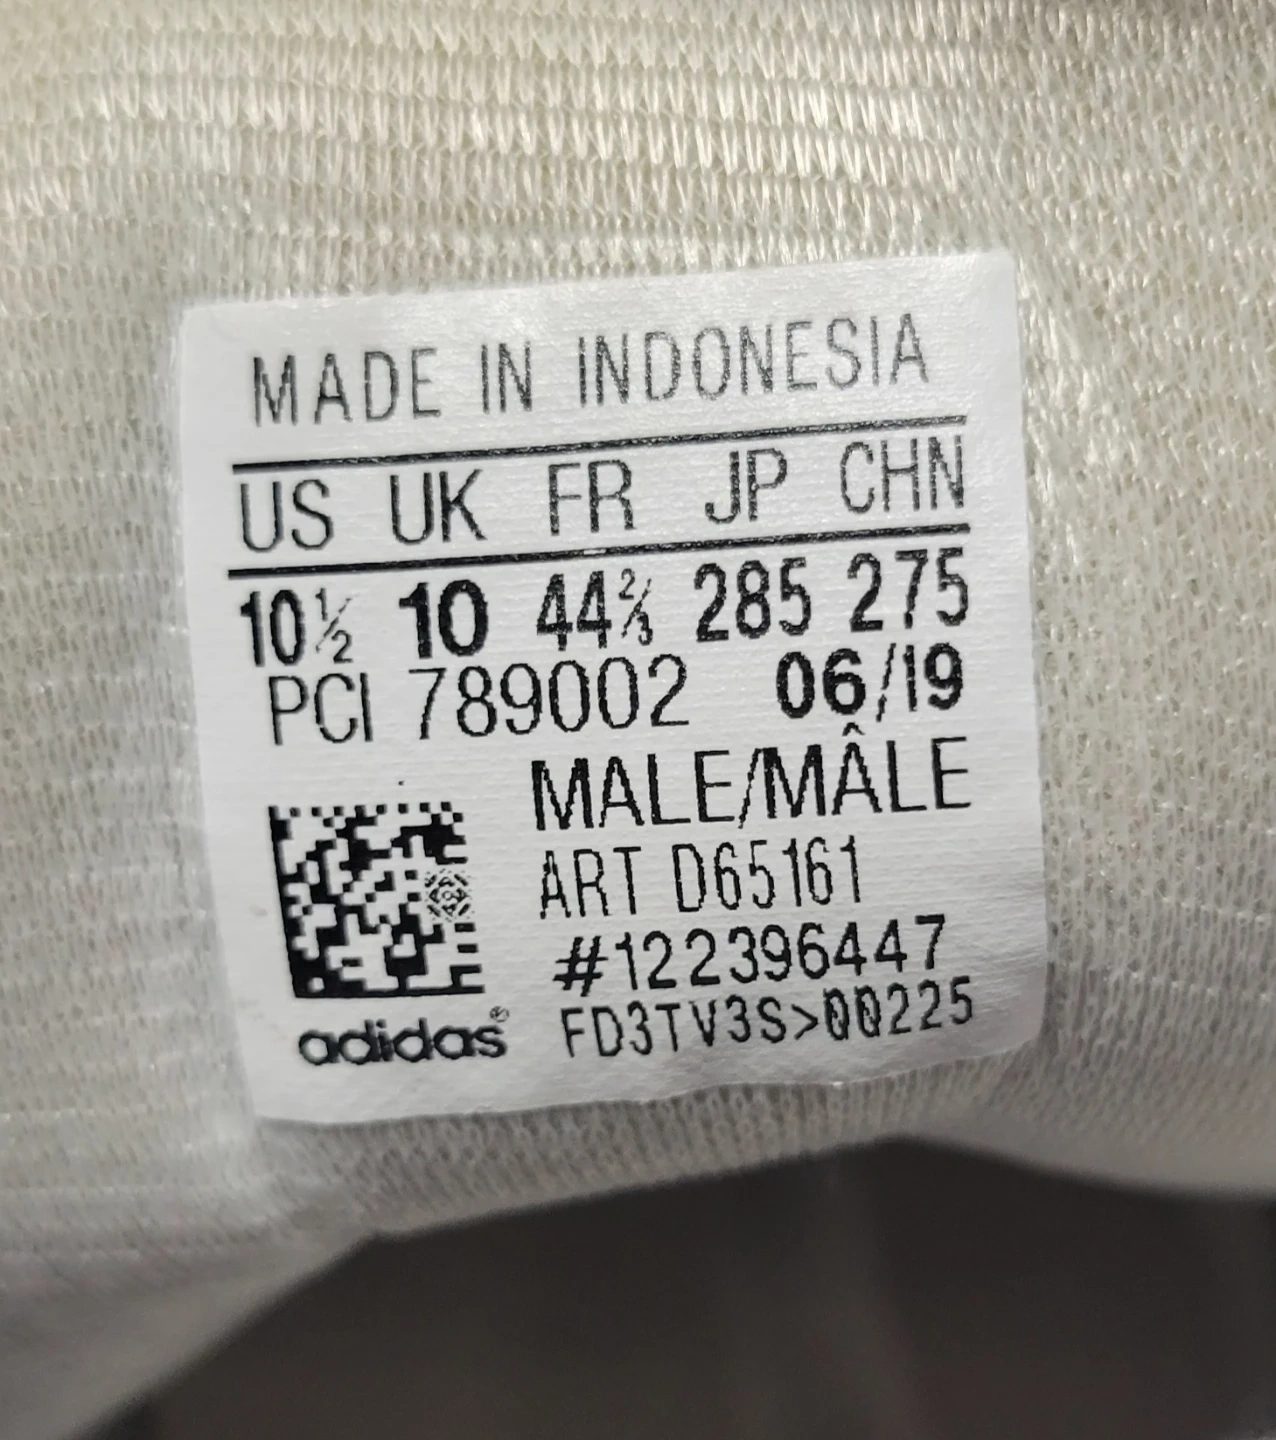 MADE IN INDONESIA
US UK FR JP CHN
10½ 10 44⅔ 285 275
PCI 789002 06/19
MALE/MÂLE
ART D65161
#122396447
adidas® FD3TV3S>00225